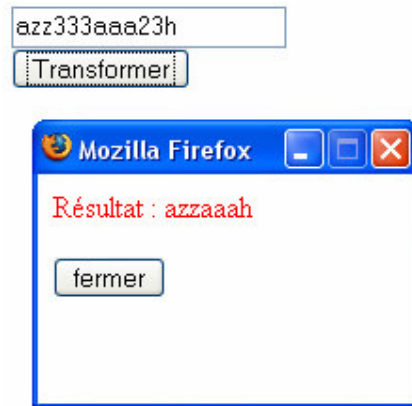 azz333aaa23h
Transformer
Mozilla Firefox
Résultat : azzaaah
fermer